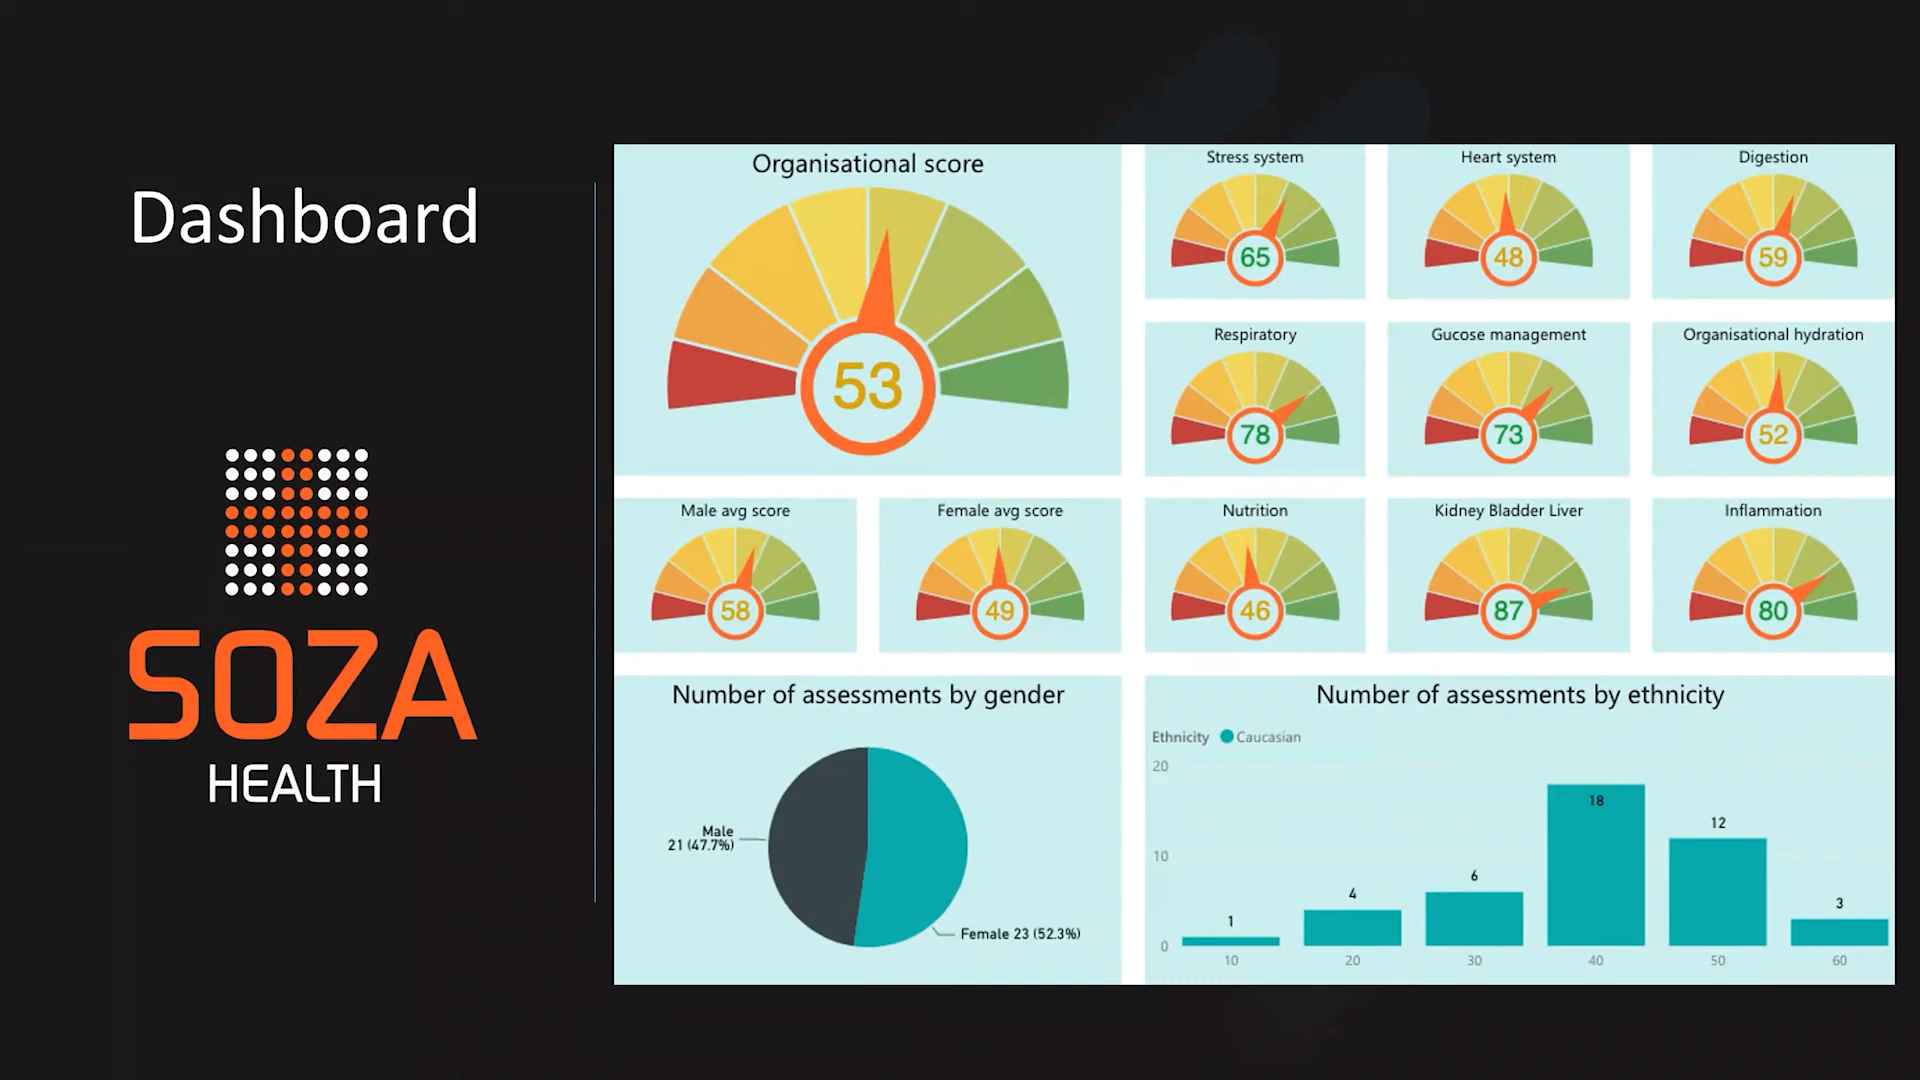 Dashboard
SOZA
HEALTH
Organisational score
53
Stress system
65
Heart system
48
Digestion
59
Respiratory
78
Gucose management
73
Organisational hydration
52
Male avg score
58
Female avg score
49
Nutrition
46
Kidney Bladder Liver
87
Inflammation
80
Number of assessments by gender
Male
21 (47.7%)
Female 23 (52.3%)
Number of assessments by ethnicity
Ethnicity Caucasian
20
10
0
1
4
6
18
12
3
10
20
30
40
50
60